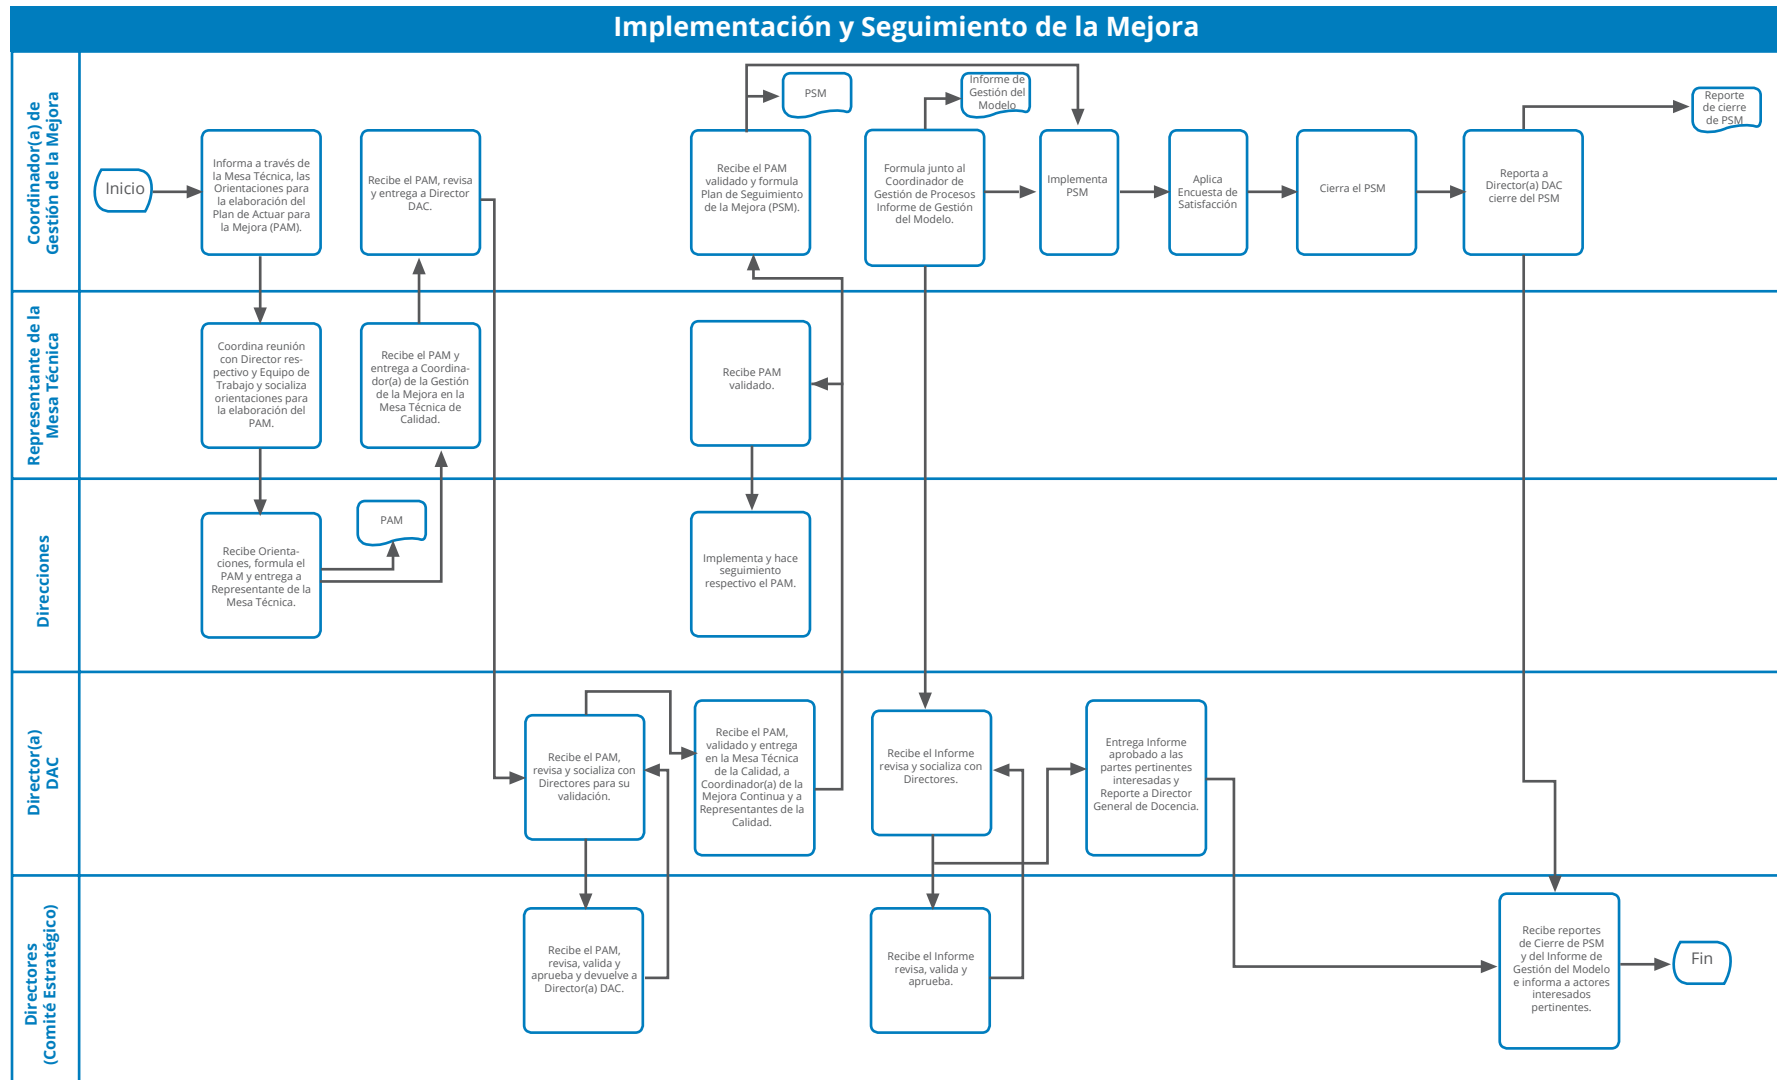 Implementación y Seguimiento de la Mejora
Coordinador(a) de
Gestión de la Mejora
Inicio
Informa a través de
la Mesa Técnica, las
Orientaciones para
la elaboración del
Plan de Actuar para
la Mejora (PAM).
Recibe el PAM, revisa
y entrega a Director
DAC.
PSM
Recibe el PAM
validado y formula
Plan de Seguimiento
de la Mejora (PSM).
Informe de
Gestión del
Modelo
Formula junto al
Coordinador de
Gestión de Procesos
Informe de Gestión
del Modelo.
Implementa
PSM
Aplica
Encuesta de
Satisfacción
Cierra el PSM
Reporta a
Director(a) DAC
cierre del PSM
Reporte
de cierre
de PSM
Representante de la
Mesa Técnica
Coordina reunión
con Director res-
pectivo y Equipo de
Trabajo y socializa
orientaciones para
la elaboración del
PAM.
Recibe el PAM y
entrega a Coordina-
dor(a) de la Gestión
de la Mejora en la
Mesa Técnica de
Calidad.
Recibe PAM
validado.
Direcciones
Recibe Orienta-
ciones, formula el
PAM y entrega a
Representante de la
Mesa Técnica.
PAM
Implementa y hace
seguimiento
respectivo el PAM.
Director(a)
DAC
Recibe el PAM,
revisa y socializa con
Directores para su
validación.
Recibe el PAM,
validado y entrega
en la Mesa Técnica
de la Calidad, a
Coordinador(a) de la
Mejora Continua y a
Representantes de la
Calidad.
Recibe el Informe
revisa y socializa con
Directores.
Entrega Informe
aprobado a las
partes pertinentes
interesadas y
Reporte a Director
General de Docencia.
Directores
(Comité Estratégico)
Recibe el PAM,
revisa, valida y
aprueba y devuelve a
Director(a) DAC.
Recibe el Informe
revisa, valida y
aprueba.
Recibe reportes
de Cierre de PSM
y del Informe de
Gestión del Modelo
e informa a actores
interesados
pertinentes.
Fin